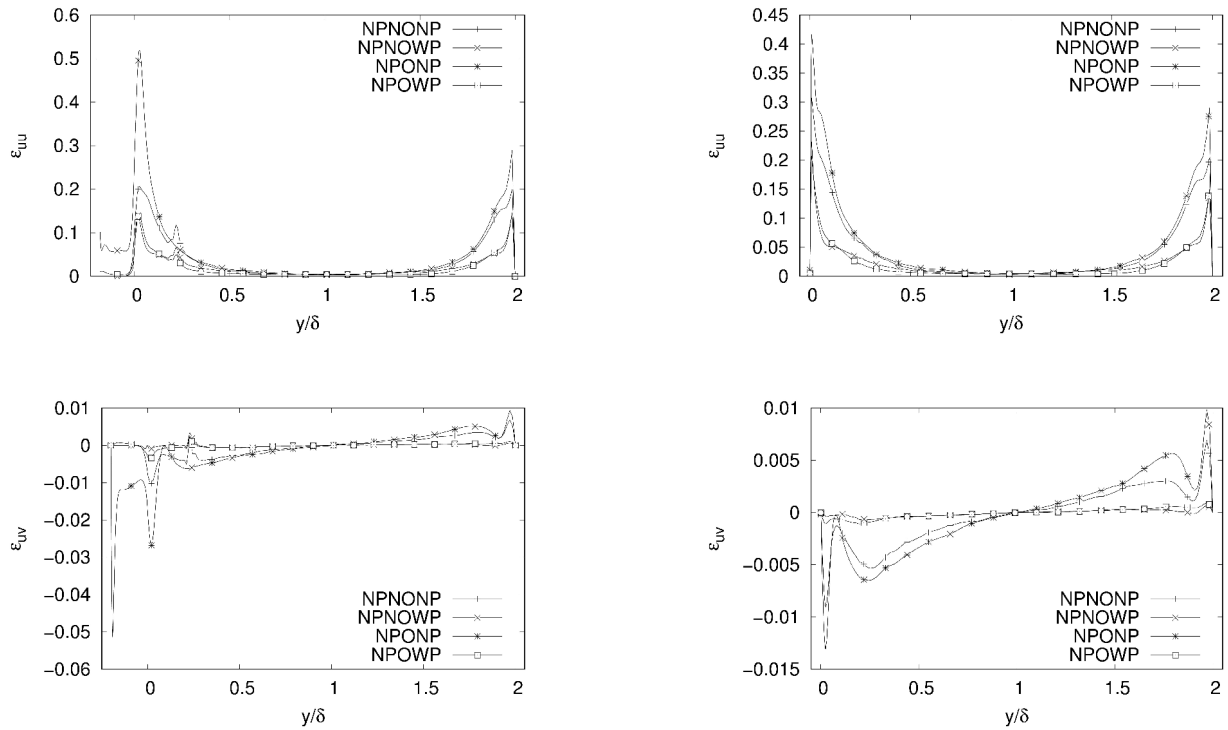 0.6
0.5
0.4
0.3
0.2
0.1
0
εuu
NPNONP
NPNOWP
NPONP
NPOWP
0 0.5 1 1.5 2
y/δ
0.45
0.4
0.35
0.3
0.25
0.2
0.15
0.1
0.05
0
εuu
NPNONP
NPNOWP
NPONP
NPOWP
0 0.5 1 1.5 2
y/δ
0.01
0
−0.01
−0.02
−0.03
−0.04
−0.05
−0.06
εuv
NPNONP
NPNOWP
NPONP
NPOWP
0 0.5 1 1.5 2
y/δ
0.01
0.005
0
−0.005
−0.01
−0.015
εuv
NPNONP
NPNOWP
NPONP
NPOWP
0 0.5 1 1.5 2
y/δ